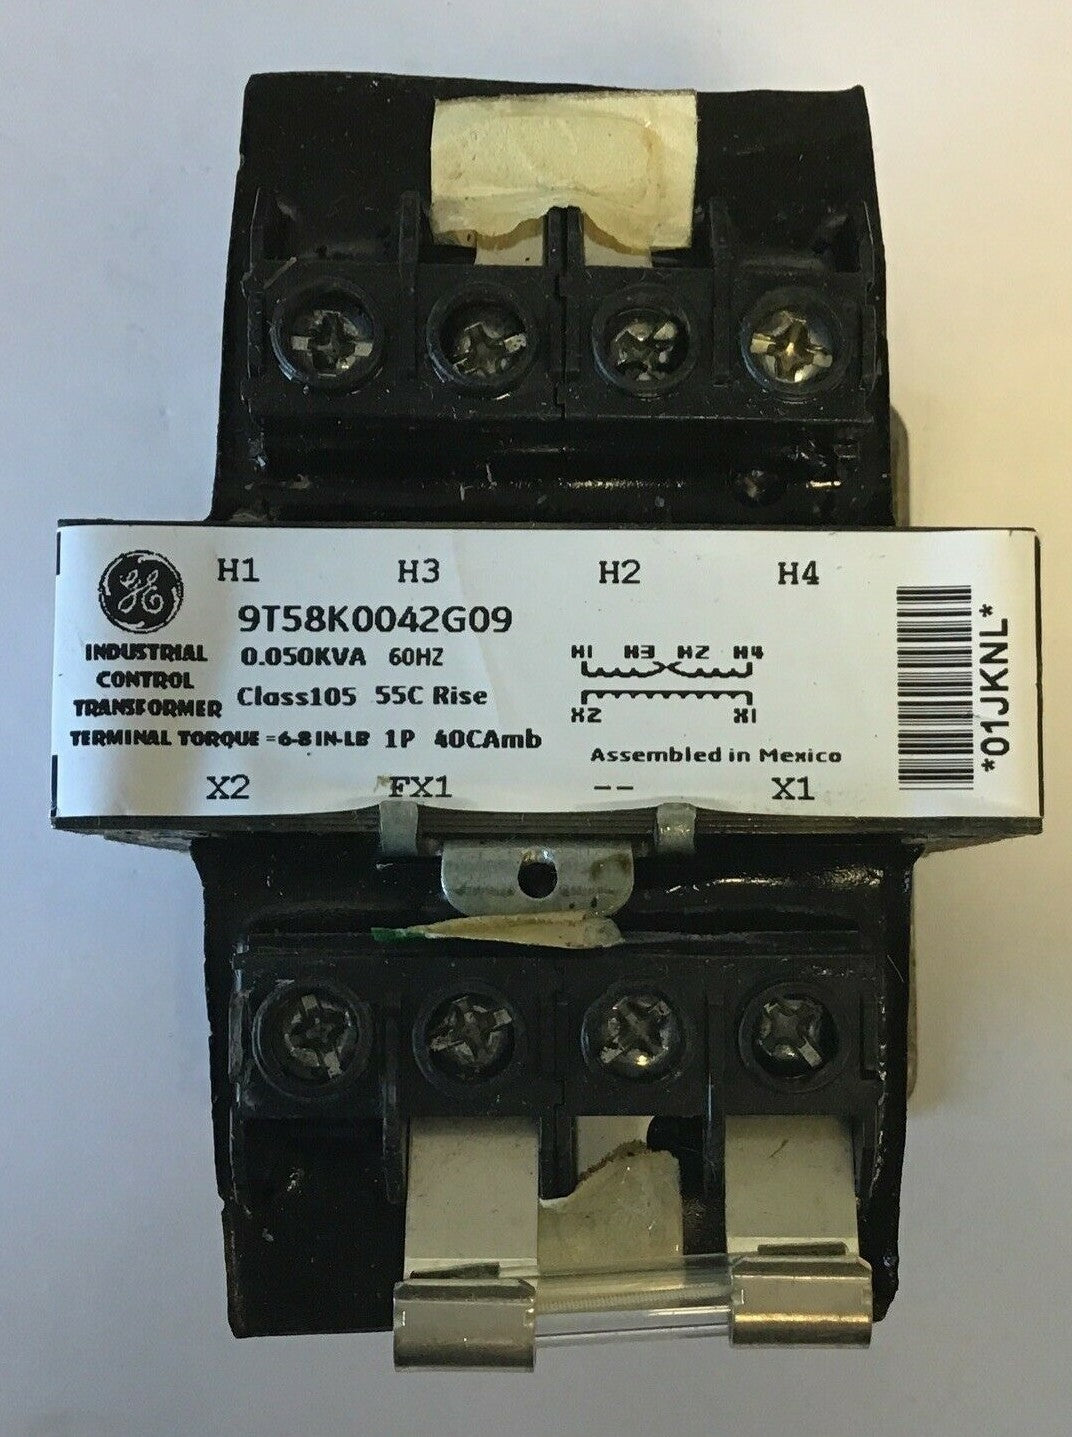 H1 H3 H2 H4
GE
9T58K0042G09
INDUSTRIAL
CONTROL
TRANSFORMER
0.050KVA 60HZ
Class105 55C Rise
TERMINAL TORQUE =6-8 IN-LB 1P 40CAmb
H1 H3 H2 H4
X2 X1
Assembled in Mexico
*01JKNL*
X2 FX1 -- X1